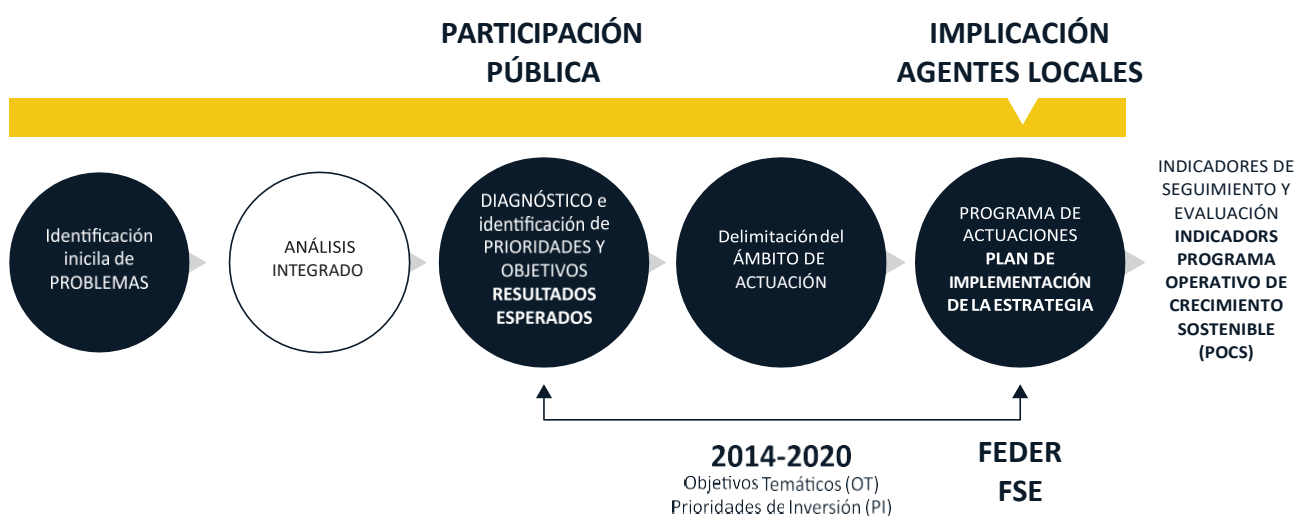 PARTICIPACIÓN
PÚBLICA
IMPLICACIÓN
AGENTES LOCALES
Identificación
inicila de
PROBLEMAS
ANÁLISIS
INTEGRADO
DIAGNÓSTICO e
identificación de
PRIORIDADES Y
OBJETIVOS
RESULTADOS
ESPERADOS
Delimitación del
ÁMBITO DE
ACTUACIÓN
PROGRAMA DE
ACTUACIONES
PLAN DE
IMPLEMENTACIÓN
DE LA ESTRATEGIA
INDICADORES DE
SEGUIMIENTO Y
EVALUACIÓN
INDICADORS
PROGRAMA
OPERATIVO DE
CRECIMIENTO
SOSTENIBLE
(POCS)
2014-2020
Objetivos Temáticos (OT)
Prioridades de Inversión (PI)
FEDER
FSE